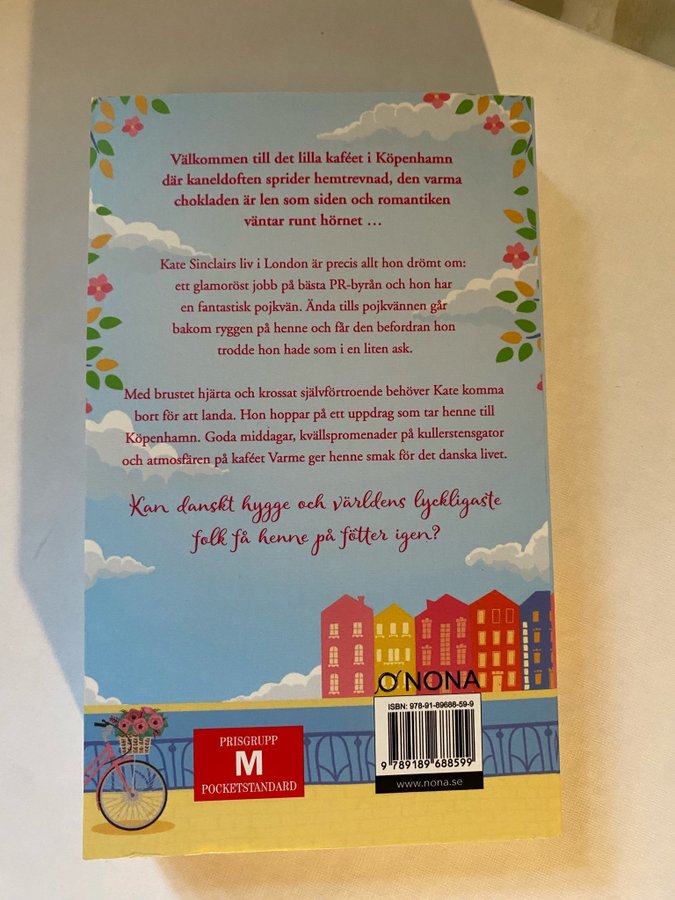 Välkommen till det lilla kaféet i Köpenhamn
där kaneldoften sprider hemtrevnad, den varma
chokladen är len som siden och romantiken
väntar runt hörnet …
Kate Sinclairs liv i London är precis allt hon drömt om:
ett glamoröst jobb på bästa PR-byrån och hon har
en fantastisk pojkvän. Ända tills pojkvännen går
bakom ryggen på henne och får den befordran hon
trodde hon hade som i en liten ask.
Med brustet hjärta och krossat självförtroende behöver Kate komma
bort för att landa. Hon hoppar på ett uppdrag som tar henne till
Köpenhamn. Goda middagar, kvällspromenader på kullerstensgator
och atmosfären på kaféet Varme ger henne smak för det danska livet.
Kan danskt hygge och världens lyckligaste
folk få henne på fötter igen?
NONA
ISBN: 978-91-89688-59-9
9 789189 688599
www.nona.se
PRISGRUPP
M
POCKETSTANDARD